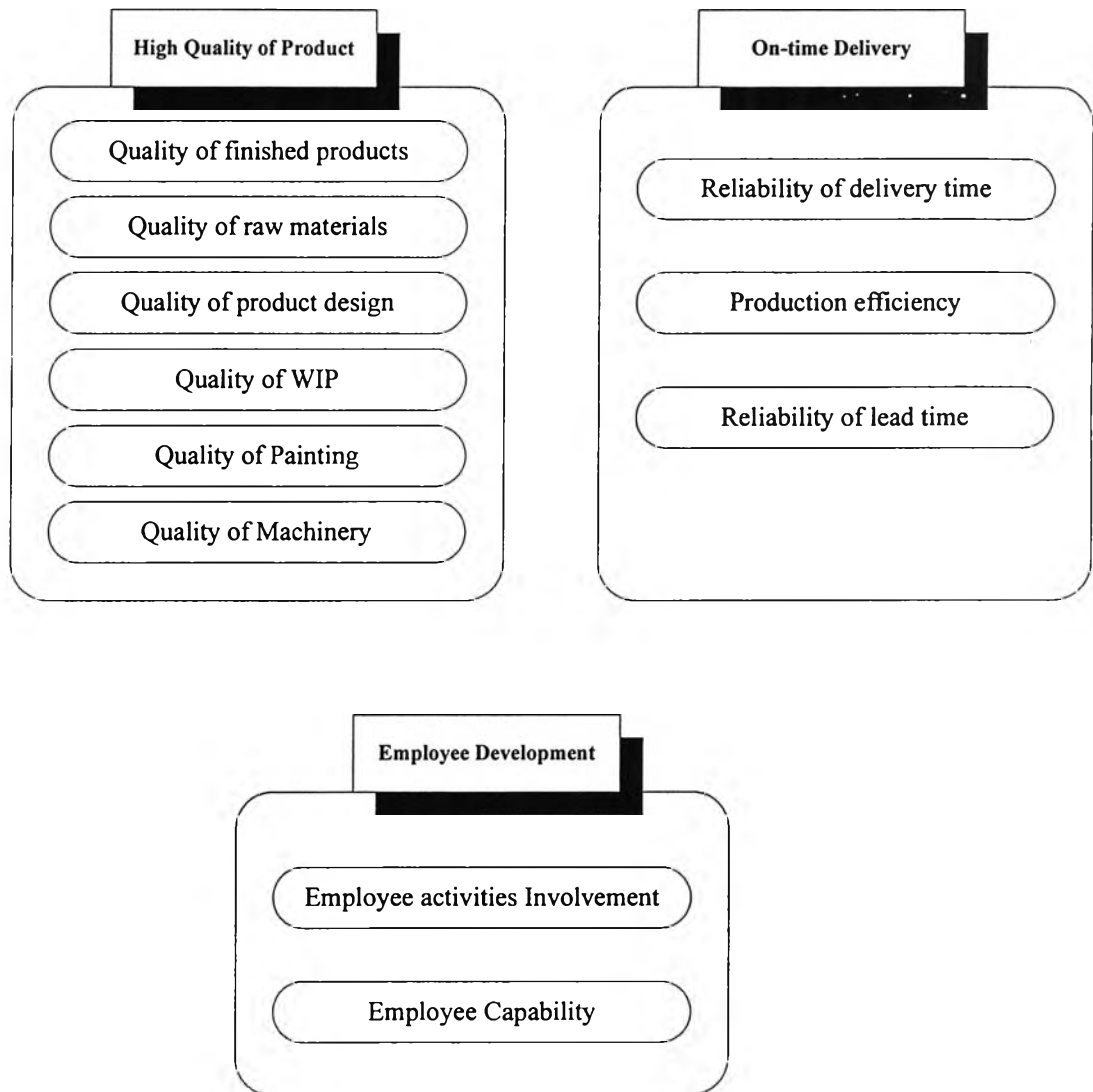 High Quality of Product
Quality of finished products
Quality of raw materials
Quality of product design
Quality of WIP
Quality of Painting
Quality of Machinery
On-time Delivery
Reliability of delivery time
Production efficiency
Reliability of lead time
Employee Development
Employee activities Involvement
Employee Capability